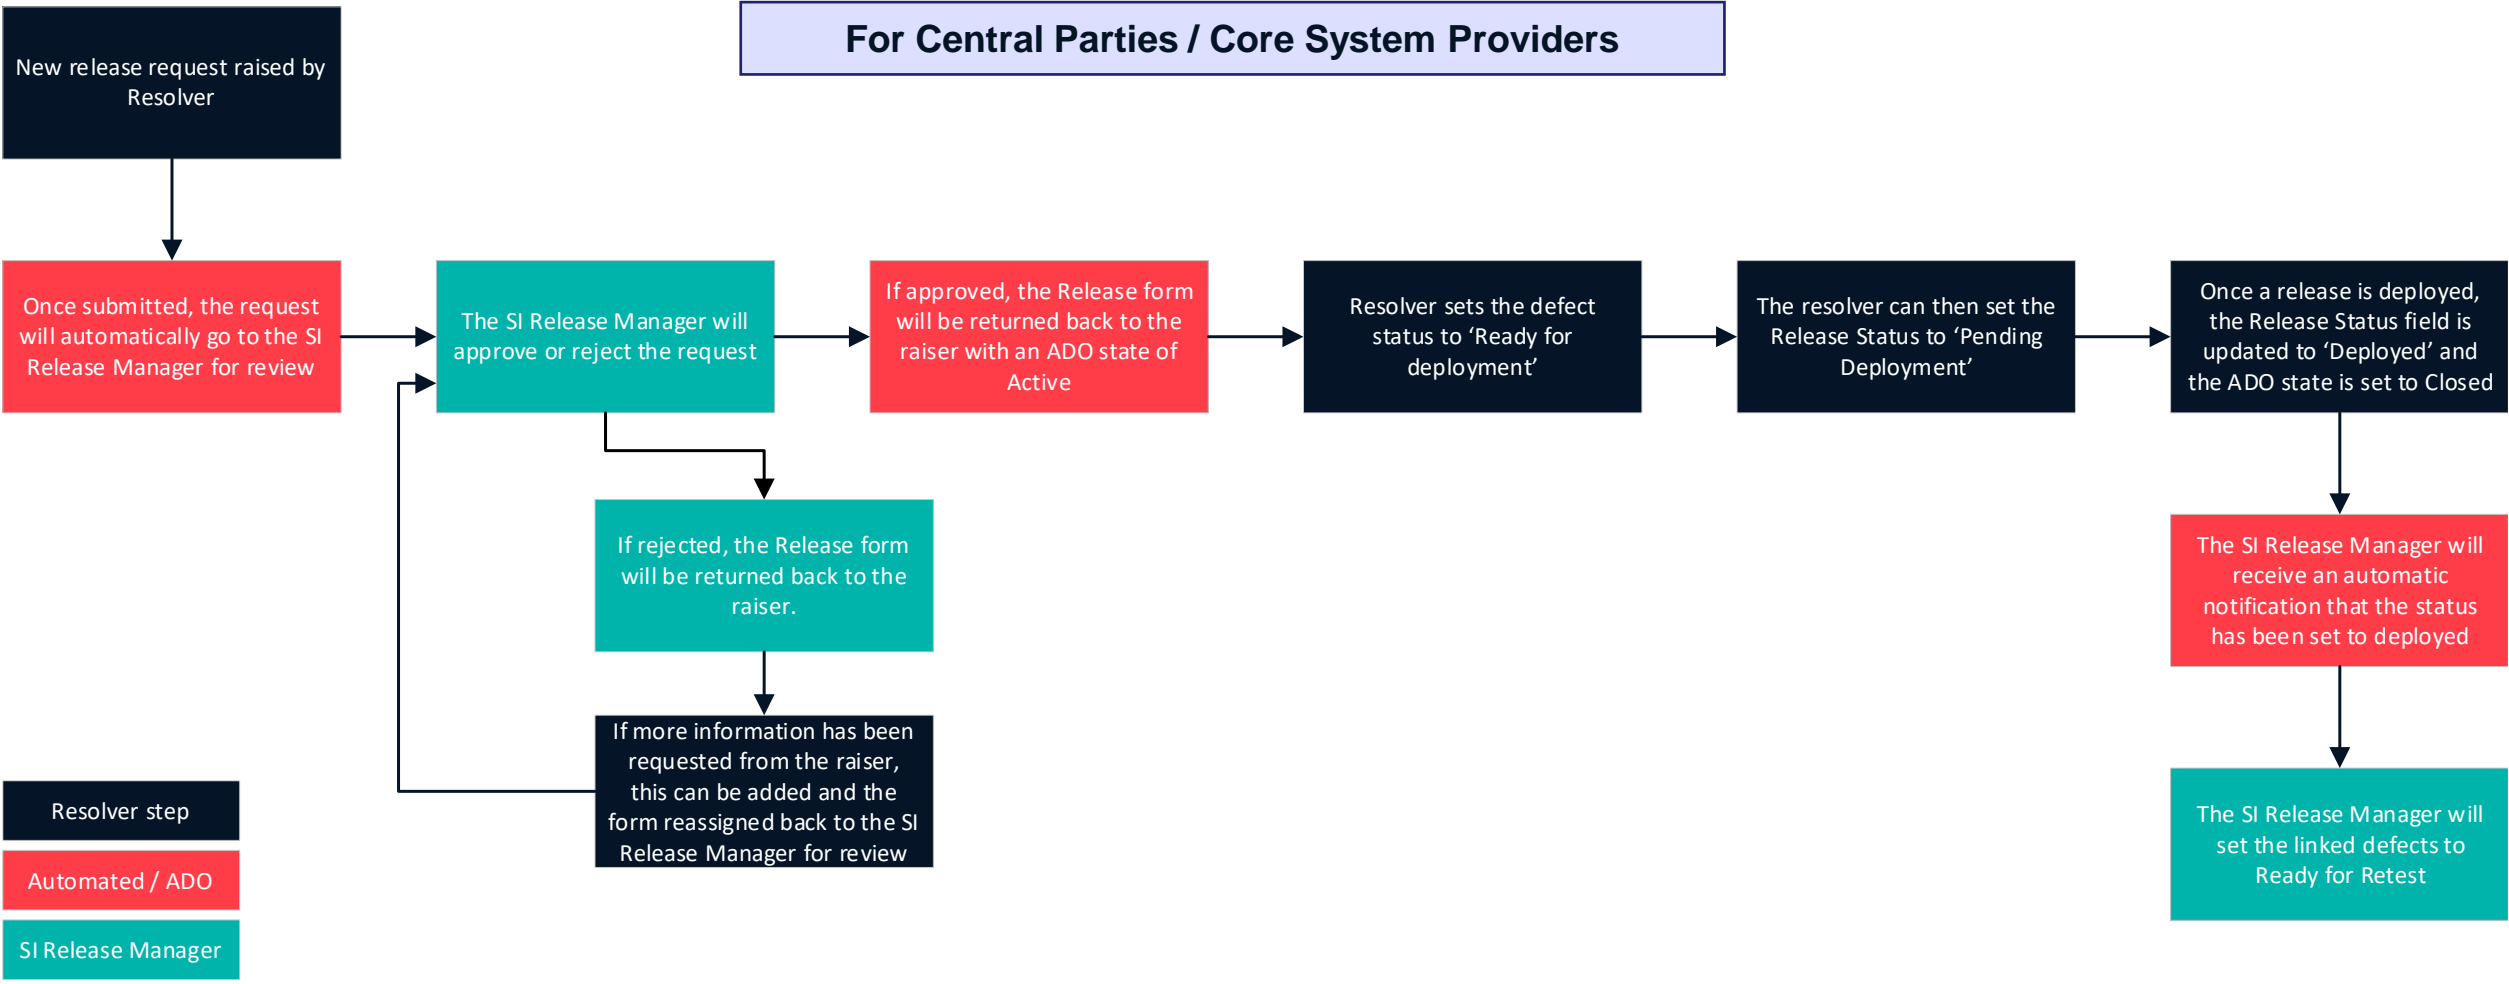 For Central Parties / Core System Providers
New release request raised by
Resolver
Once submitted, the request
will automatically go to the SI
Release Manager for review
The SI Release Manager will
approve or reject the request
If approved, the Release form
will be returned back to the
raiser with an ADO state of
Active
Resolver sets the defect
status to ‘Ready for
deployment’
The resolver can then set the
Release Status to ‘Pending
Deployment’
Once a release is deployed,
the Release Status field is
updated to ‘Deployed’ and
the ADO state is set to Closed
If rejected, the Release form
will be returned back to the
raiser.
If more information has been
requested from the raiser,
this can be added and the
form reassigned back to the SI
Release Manager for review
The SI Release Manager will
receive an automatic
notification that the status
has been set to deployed
The SI Release Manager will
set the linked defects to
Ready for Retest
Resolver step
Automated / ADO
SI Release Manager